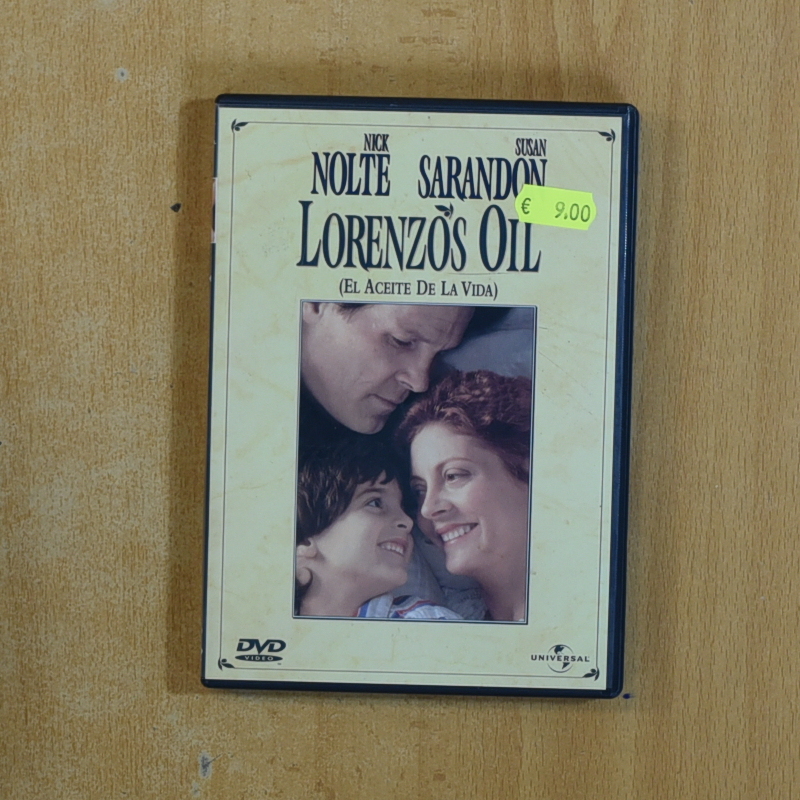 NICK SUSAN
NOLTE SARANDON
€ 9.00
LORENZO'S OIL
(EL ACEITE DE LA VIDA)
DVD
VIDEO
UNIVERSAL